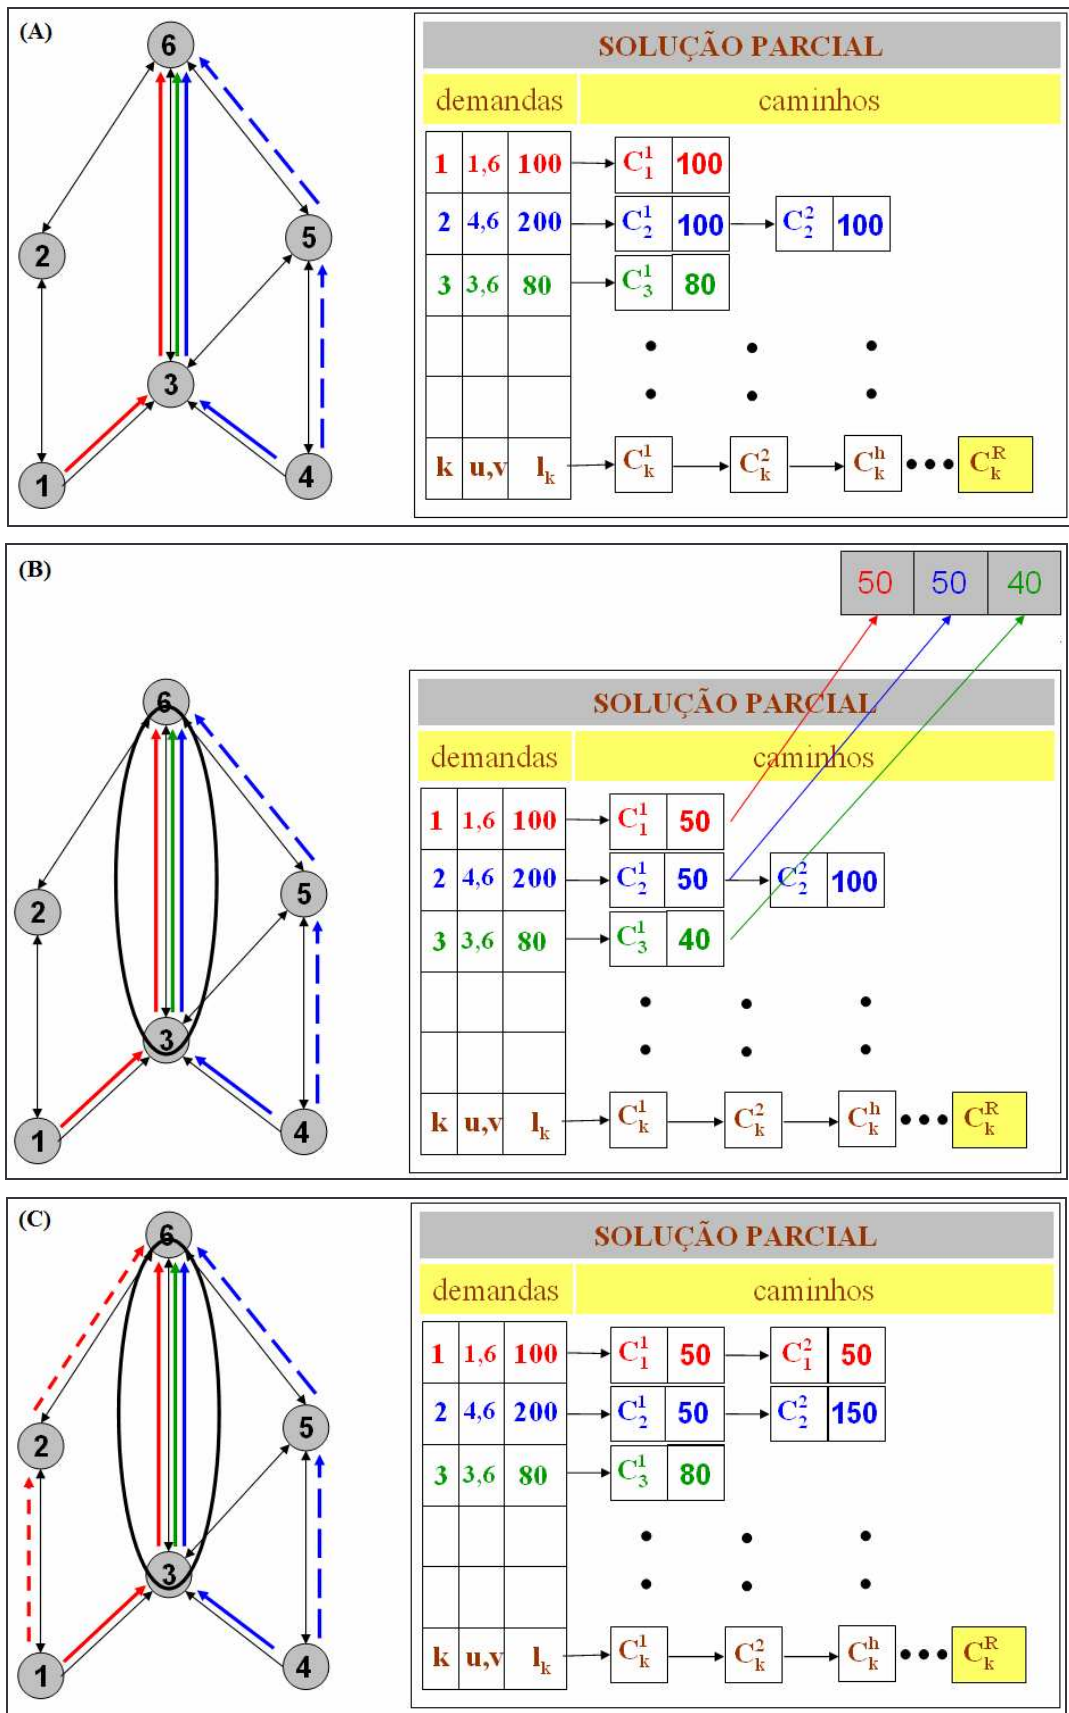 (A)
6
2
5
3
1
4
SOLUÇÃO PARCIAL
demandas caminhos
1 1,6 100 C₁¹ 100
2 4,6 200 C₂¹ 100 C₂² 100
3 3,6 80 C₃¹ 80
k u,v lₖ Cₖ¹ Cₖ² Cₖʰ Cₖᴿ
(B)
50 50 40
6
2
5
3
1
4
SOLUÇÃO PARCIAL
demandas caminhos
1 1,6 100 C₁¹ 50
2 4,6 200 C₂¹ 50 C₂² 100
3 3,6 80 C₃¹ 40
k u,v lₖ Cₖ¹ Cₖ² Cₖʰ Cₖᴿ
(C)
6
2
5
3
1
4
SOLUÇÃO PARCIAL
demandas caminhos
1 1,6 100 C₁¹ 50 C₁² 50
2 4,6 200 C₂¹ 50 C₂² 150
3 3,6 80 C₃¹ 80
k u,v lₖ Cₖ¹ Cₖ² Cₖʰ Cₖᴿ